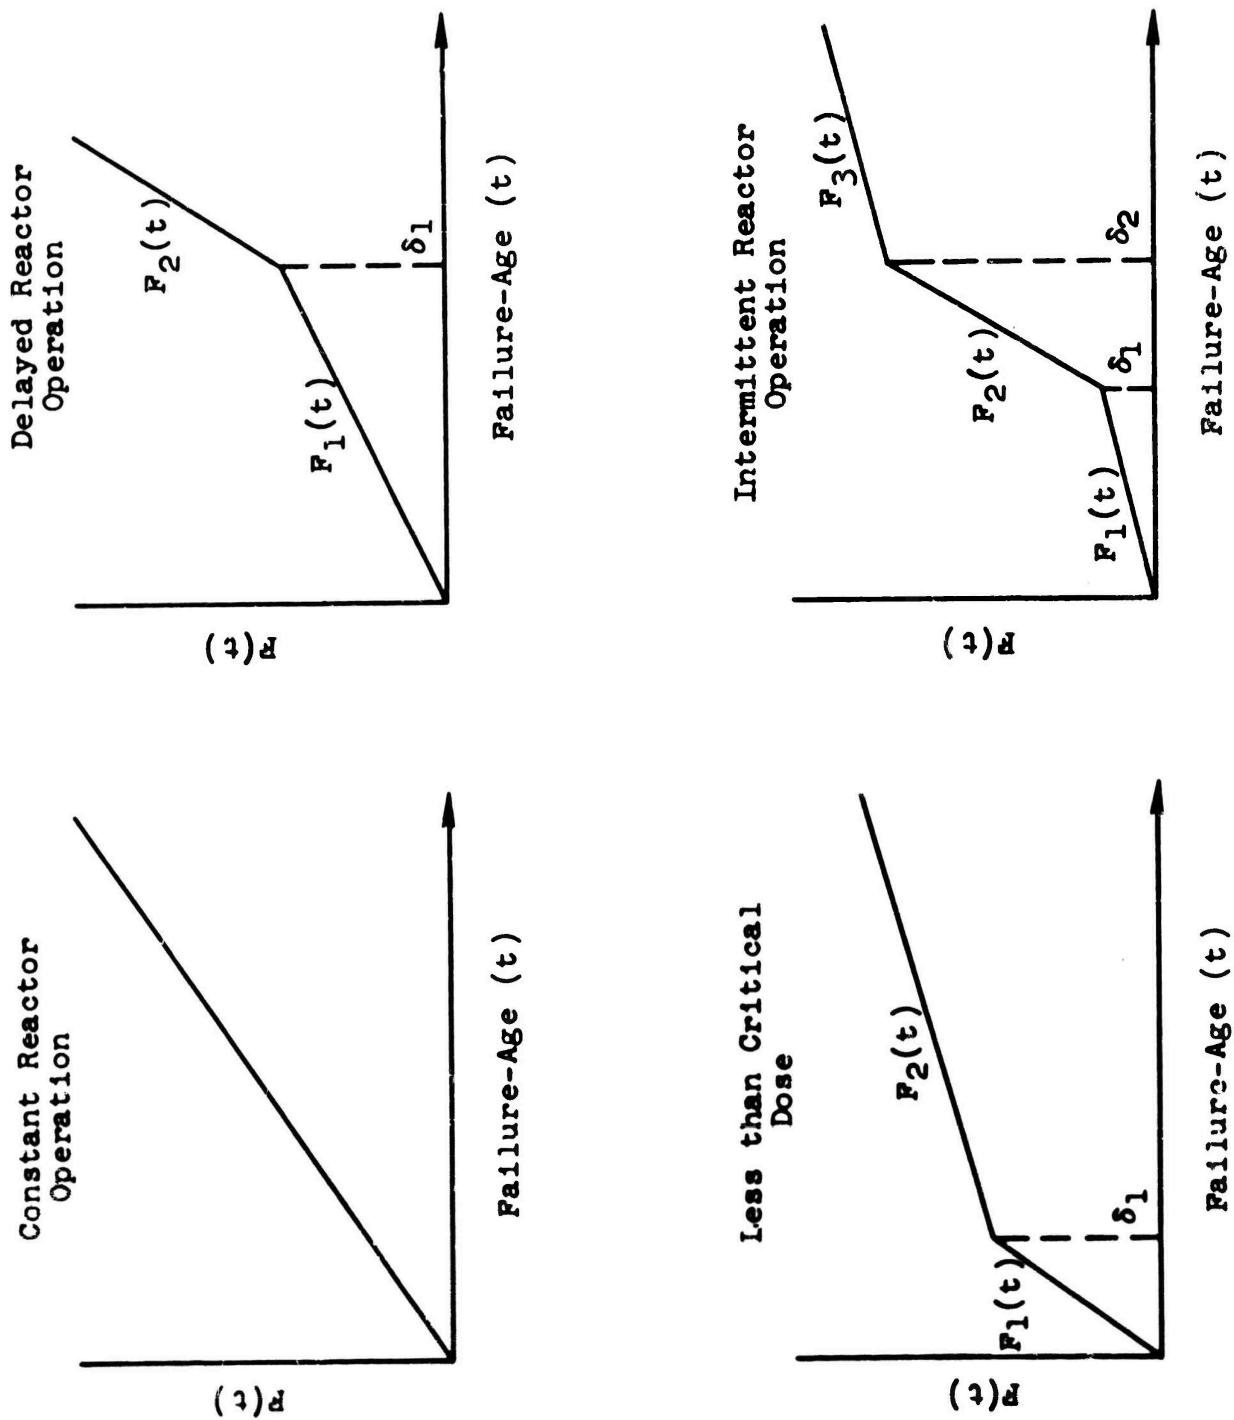 Constant Reactor
Operation
F(t)
Failure-Age (t)
Delayed Reactor
Operation
F(t)
F₁(t)
F₂(t)
δ₁
Failure-Age (t)
Less than Critical
Dose
F(t)
F₁(t)
F₂(t)
δ₁
Failure-Age (t)
Intermittent Reactor
Operation
F(t)
F₁(t)
F₂(t)
F₃(t)
δ₁
δ₂
Failure-Age (t)